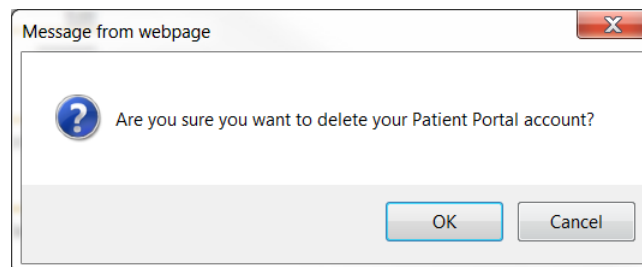 Message from webpage
Are you sure you want to delete your Patient Portal account?
OK
Cancel